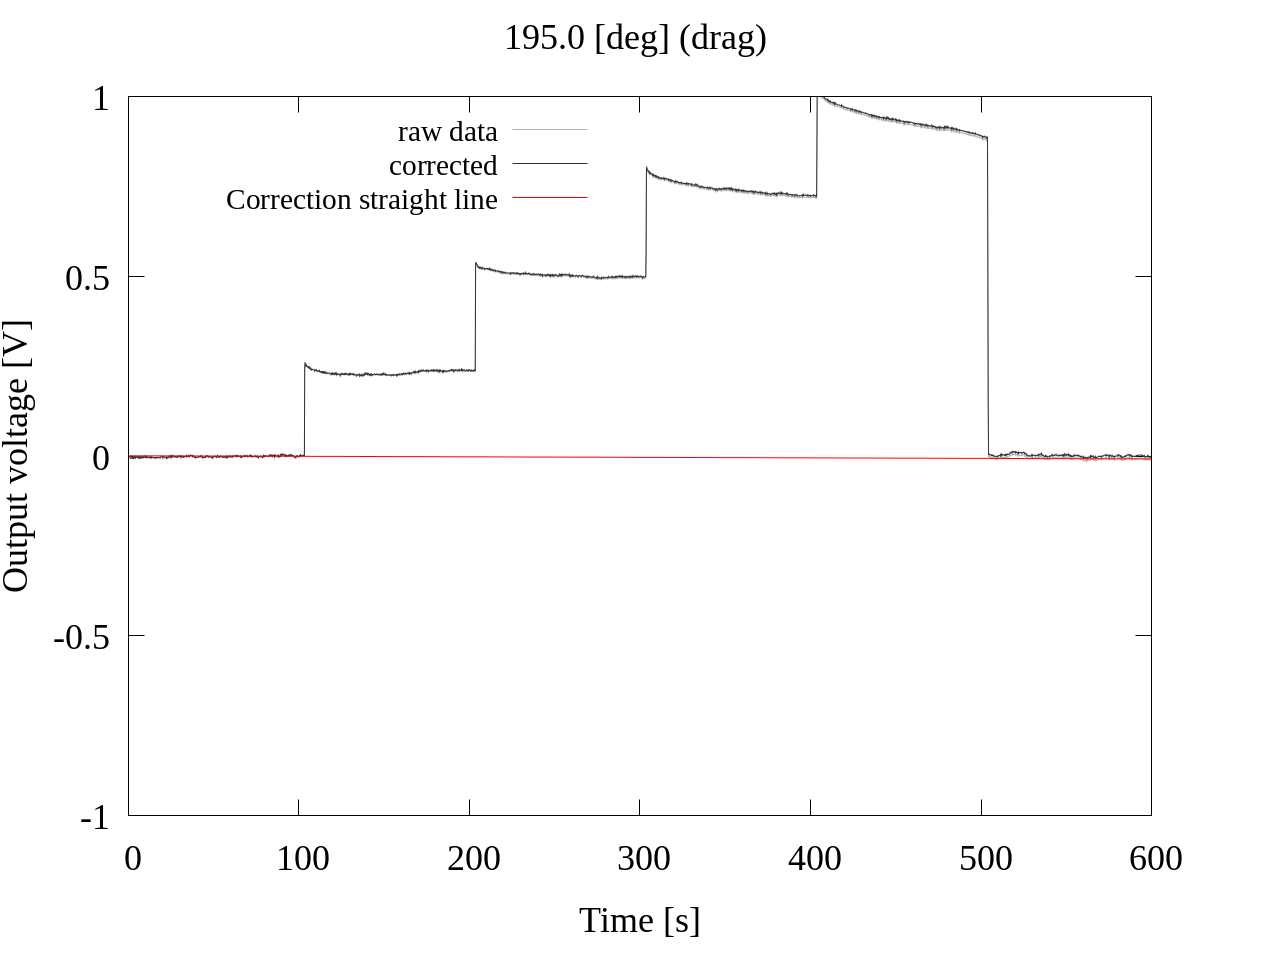 195.0 [deg] (drag)
1
raw data
corrected
Correction straight line
0.5
0
-0.5
-1
Output voltage [V]
0 100 200 300 400 500 600
Time [s]